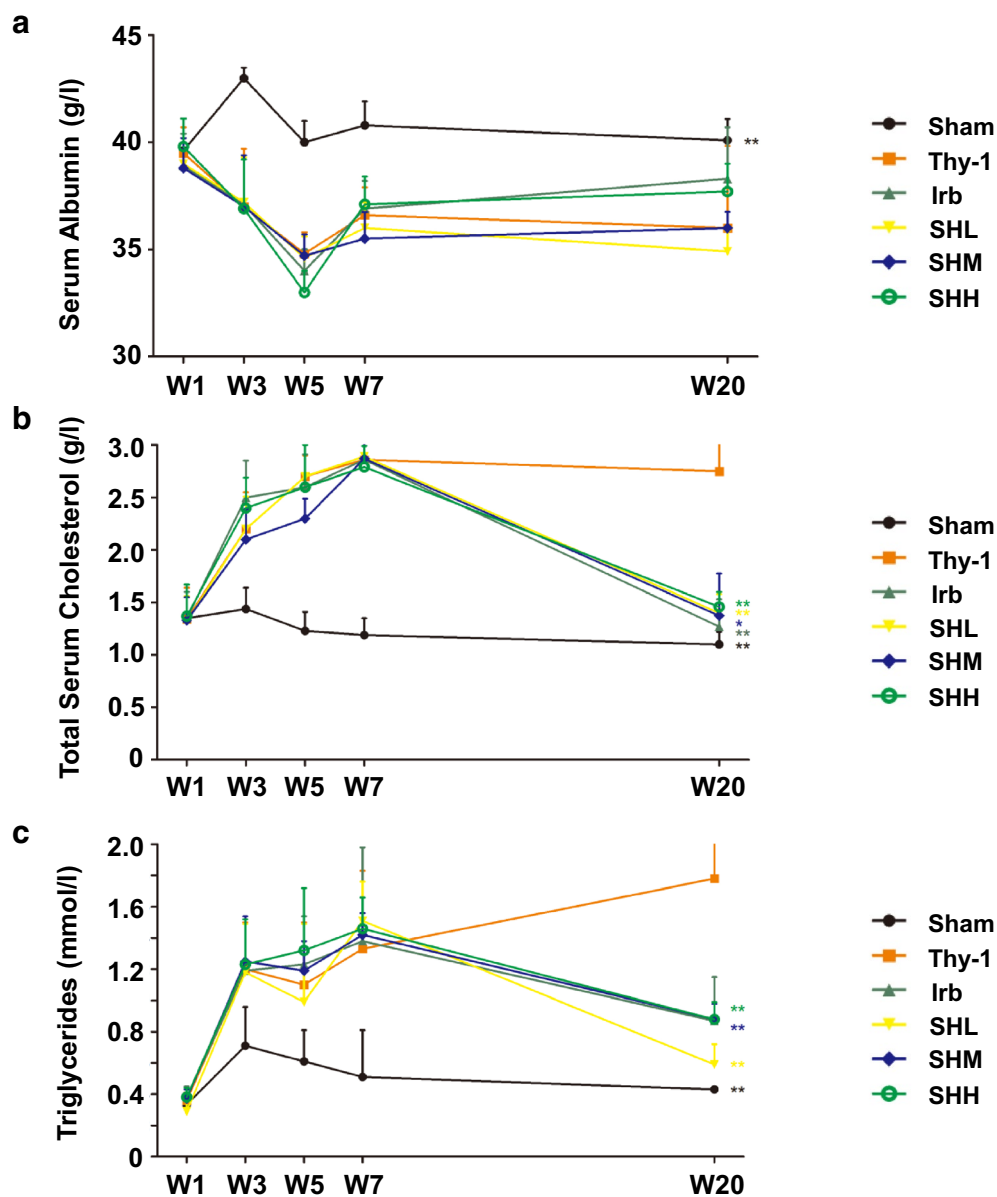 a
Serum Albumin (g/l)
45
40
35
30
W1 W3 W5 W7 W20
**
Sham
Thy-1
Irb
SHL
SHM
SHH
b
Total Serum Cholesterol (g/l)
3.0
2.5
2.0
1.5
1.0
0.5
0
W1 W3 W5 W7 W20
**
**
*
**
**
Sham
Thy-1
Irb
SHL
SHM
SHH
c
Triglycerides (mmol/l)
2.0
1.6
1.2
0.8
0.4
0
W1 W3 W5 W7 W20
**
**
**
**
Sham
Thy-1
Irb
SHL
SHM
SHH